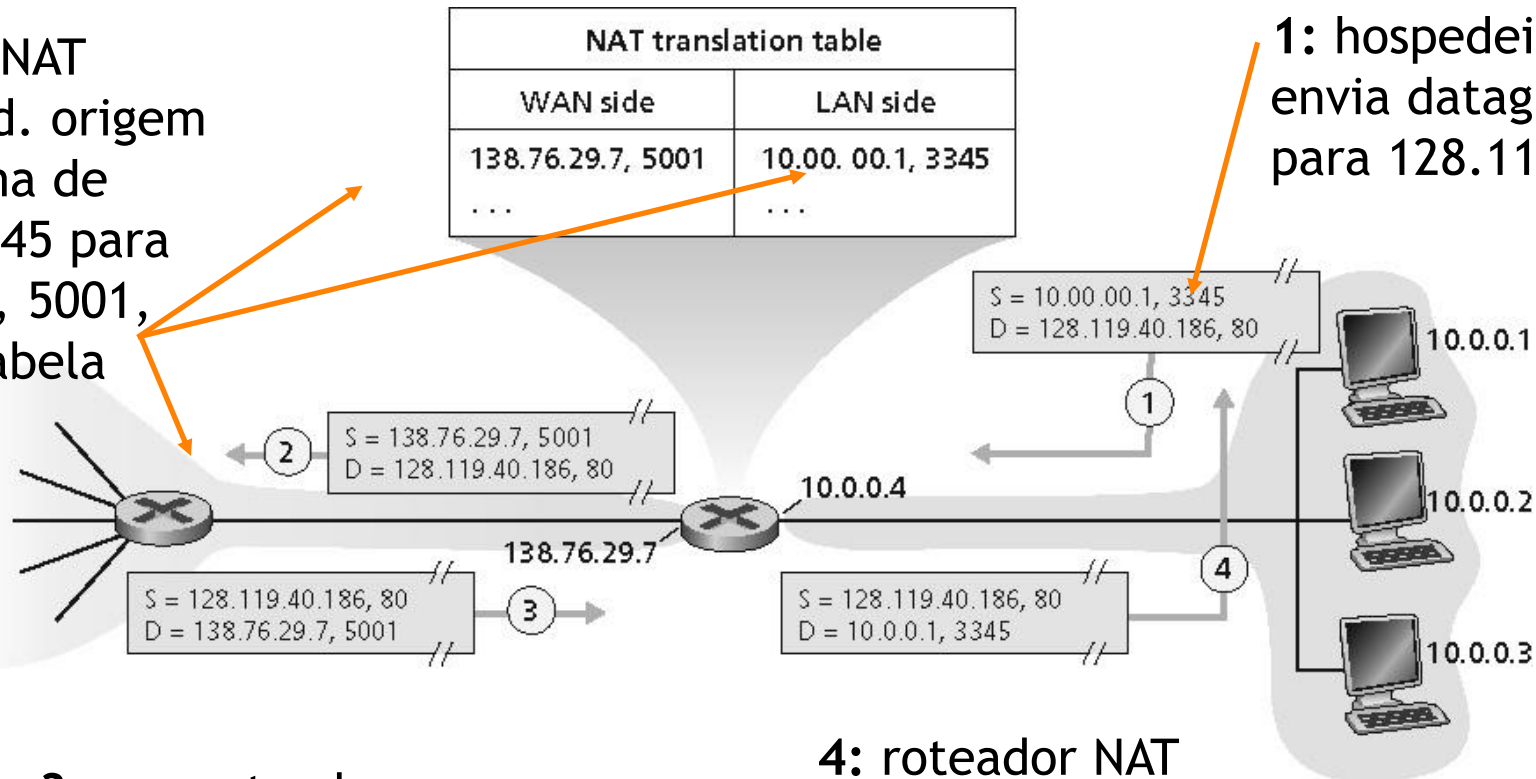 NAT
d. origem
na de
45 para
, 5001,
abela
NAT translation table
WAN side LAN side
138.76.29.7, 5001 10.00. 00.1, 3345
. . . . . .
1: hospedei
envia datag
para 128.11
S = 10.00.00.1, 3345
D = 128.119.40.186, 80
1
10.0.0.1
2
S = 138.76.29.7, 5001
D = 128.119.40.186, 80
10.0.0.4
10.0.0.2
138.76.29.7
S = 128.119.40.186, 80
D = 138.76.29.7, 5001
3
S = 128.119.40.186, 80
D = 10.0.0.1, 3345
4
10.0.0.3
4: roteador NAT